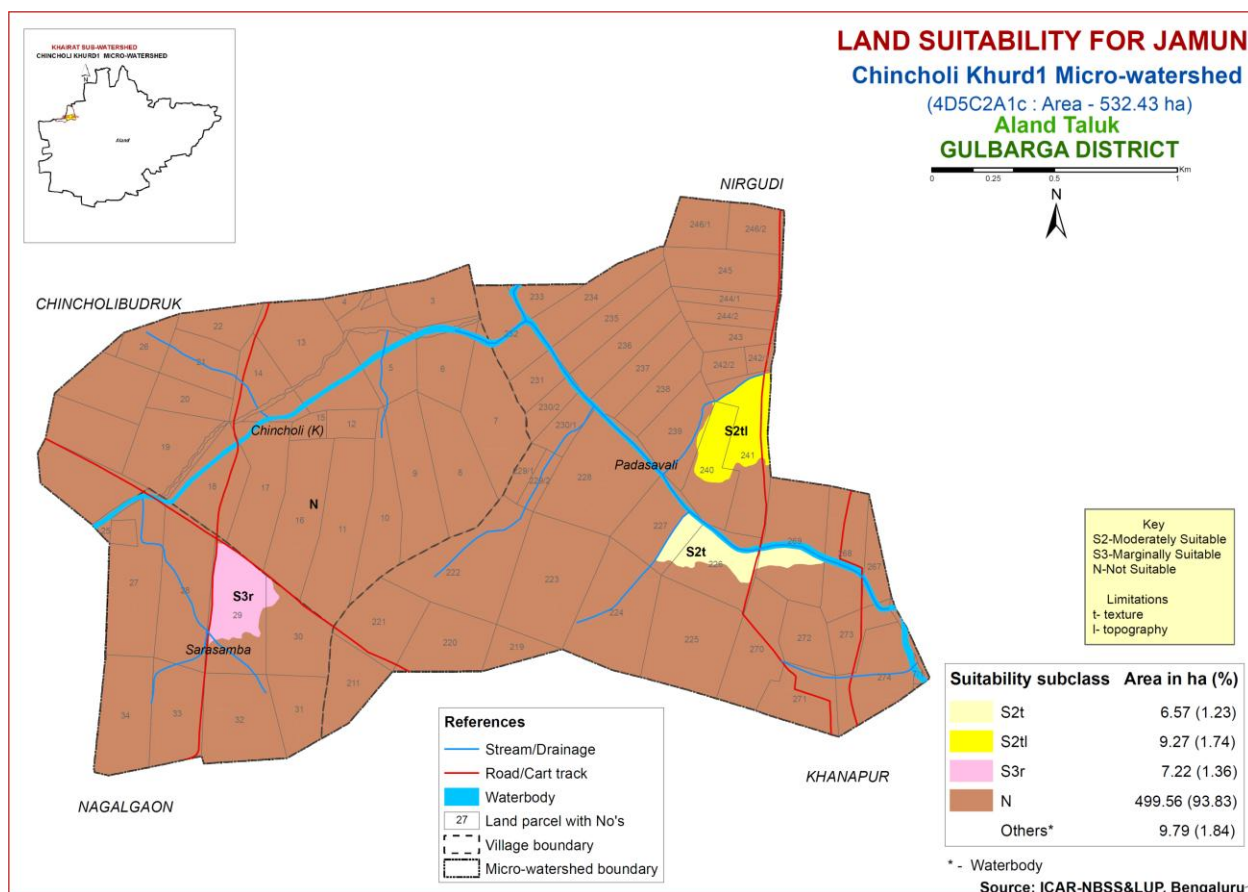 KHAIRAT SUB-WATERSHED
CHINCHOLI KHURD1 MICRO-WATERSHED
N
Aland
LAND SUITABILITY FOR JAMUN
Chincholi Khurd1 Micro-watershed
(4D5C2A1c : Area - 532.43 ha)
Aland Taluk
GULBARGA DISTRICT
Km
0 0.25 0.5 1
N
NIRGUDI
CHINCHOLIBUDRUK
NAGALGAON
KHANAPUR
246/1 246/2
245
244/1
244/2
243
242/2 242/
233 234
235
236
237
238
239
232
231
230/2
230/1
229/1
229/2
228
4 3
22 13
26 21 14 5 6
20
15 12 7
Chincholi (K)
19
18 17 9 8
N
16 11 10
S2tl
241
240
Padasavali
227
S2t
226
269 268 267
25
27 28
S3r
29
Sarasamba
30
222 223 224
221 220 219 225
270 272 273 274
271
211
34 33 32 31
Key
S2-Moderately Suitable
S3-Marginally Suitable
N-Not Suitable
Limitations
t- texture
l- topography
Suitability subclass Area in ha (%)
S2t 6.57 (1.23)
S2tl 9.27 (1.74)
S3r 7.22 (1.36)
N 499.56 (93.83)
Others* 9.79 (1.84)
* - Waterbody
Source: ICAR-NBSS&LUP, Bengaluru
References
Stream/Drainage
Road/Cart track
Waterbody
27 Land parcel with No's
Village boundary
Micro-watershed boundary